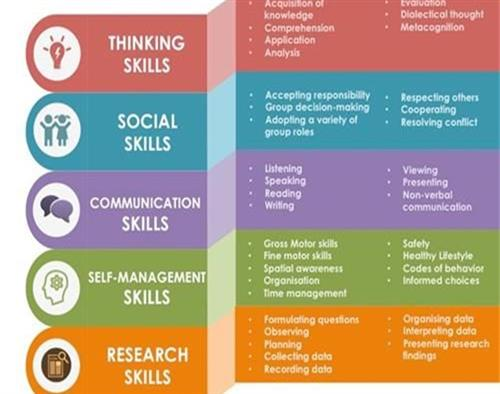 THINKING
SKILLS
Acquisition of
knowledge
Comprehension
Application
Analysis
Evaluation
Dialectical thought
Metacognition
SOCIAL
SKILLS
Accepting responsibility
Group decision-making
Adopting a variety of
group roles
Respecting others
Cooperating
Resolving conflict
COMMUNICATION
SKILLS
Listening
Speaking
Reading
Writing
Viewing
Presenting
Non-verbal
communication
SELF-MANAGEMENT
SKILLS
Gross Motor skills
Fine motor skills
Spatial awareness
Organisation
Time management
Safety
Healthy Lifestyle
Codes of behavior
Informed choices
RESEARCH
SKILLS
Formulating questions
Observing
Planning
Collecting data
Recording data
Organising data
Interpreting data
Presenting research
findings